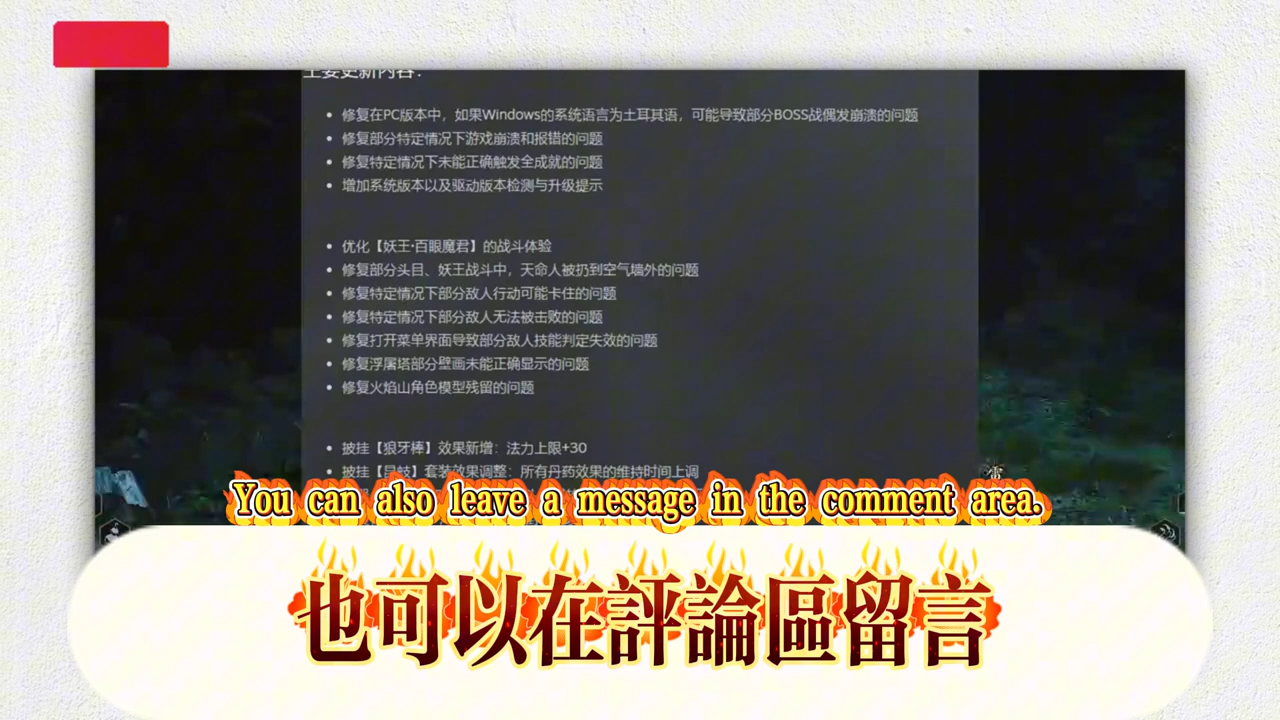 主要更新内容：
修复在PC版本中，如果Windows的系统语言为土耳其语，可能导致部分BOSS战偶发崩溃的问题
修复部分特定情况下游戏崩溃和报错的问题
修复特定情况下未能正确触发全成就的问题
增加系统版本以及驱动版本检测与升级提示
优化【妖王·百眼魔君】的战斗体验
修复部分头目、妖王战斗中，天命人被扔到空气墙外的问题
修复特定情况下部分敌人行动可能卡住的问题
修复特定情况下部分敌人无法被击败的问题
修复打开菜单界面导致部分敌人技能判定失效的问题
修复浮屠塔部分壁画未能正确显示的问题
修复火焰山角色模型残留的问题
披挂【狼牙棒】效果新增：法力上限+30
披挂【昆蚑】套装效果调整：所有丹药效果的维持时间上调
You can also leave a message in the comment area.
也可以在評論區留言